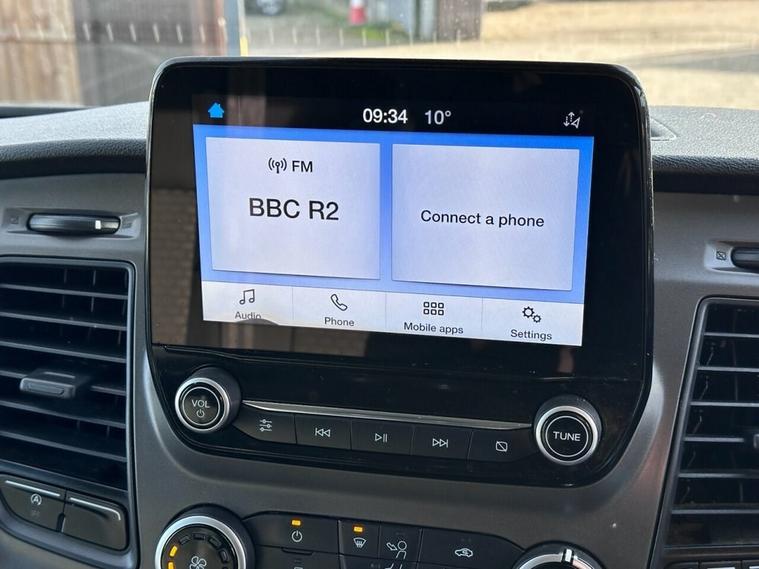 09:34 10°
FM
BBC R2
Connect a phone
Audio
Phone
Mobile apps
Settings
VOL
TUNE